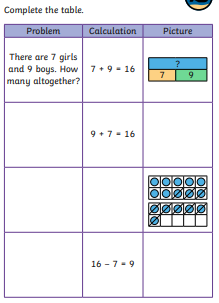 Complete the table.
Problem Calculation Picture
There are 7 girls
and 9 boys. How
many altogether?
7 + 9 = 16
?
7 9
9 + 7 = 16
16 – 7 = 9